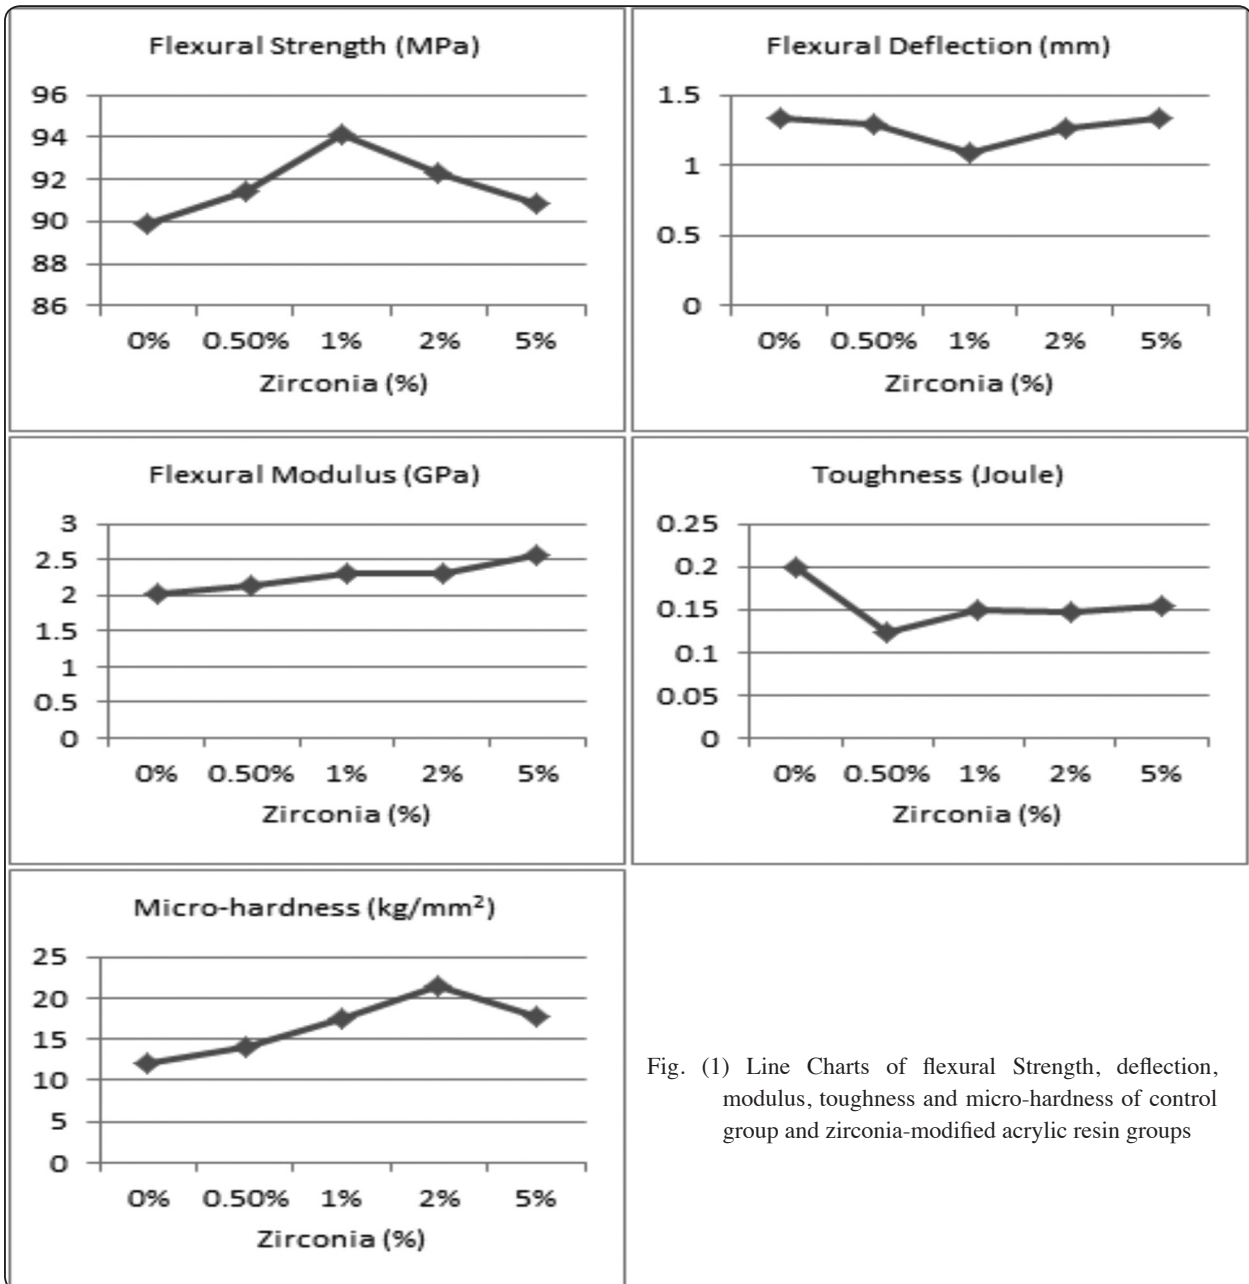 Flexural Strength (MPa)
96
94
92
90
88
86
0% 0.50% 1% 2% 5%
Zirconia (%)
Flexural Deflection (mm)
1.5
1
0.5
0
0% 0.50% 1% 2% 5%
Zirconia (%)
Flexural Modulus (GPa)
3
2.5
2
1.5
1
0.5
0
0% 0.50% 1% 2% 5%
Zirconia (%)
Toughness (Joule)
0.25
0.2
0.15
0.1
0.05
0
0% 0.50% 1% 2% 5%
Zirconia (%)
Micro-hardness (kg/mm²)
25
20
15
10
5
0
0% 0.50% 1% 2% 5%
Zirconia (%)
Fig. (1) Line Charts of flexural Strength, deflection,
modulus, toughness and micro-hardness of control
group and zirconia-modified acrylic resin groups